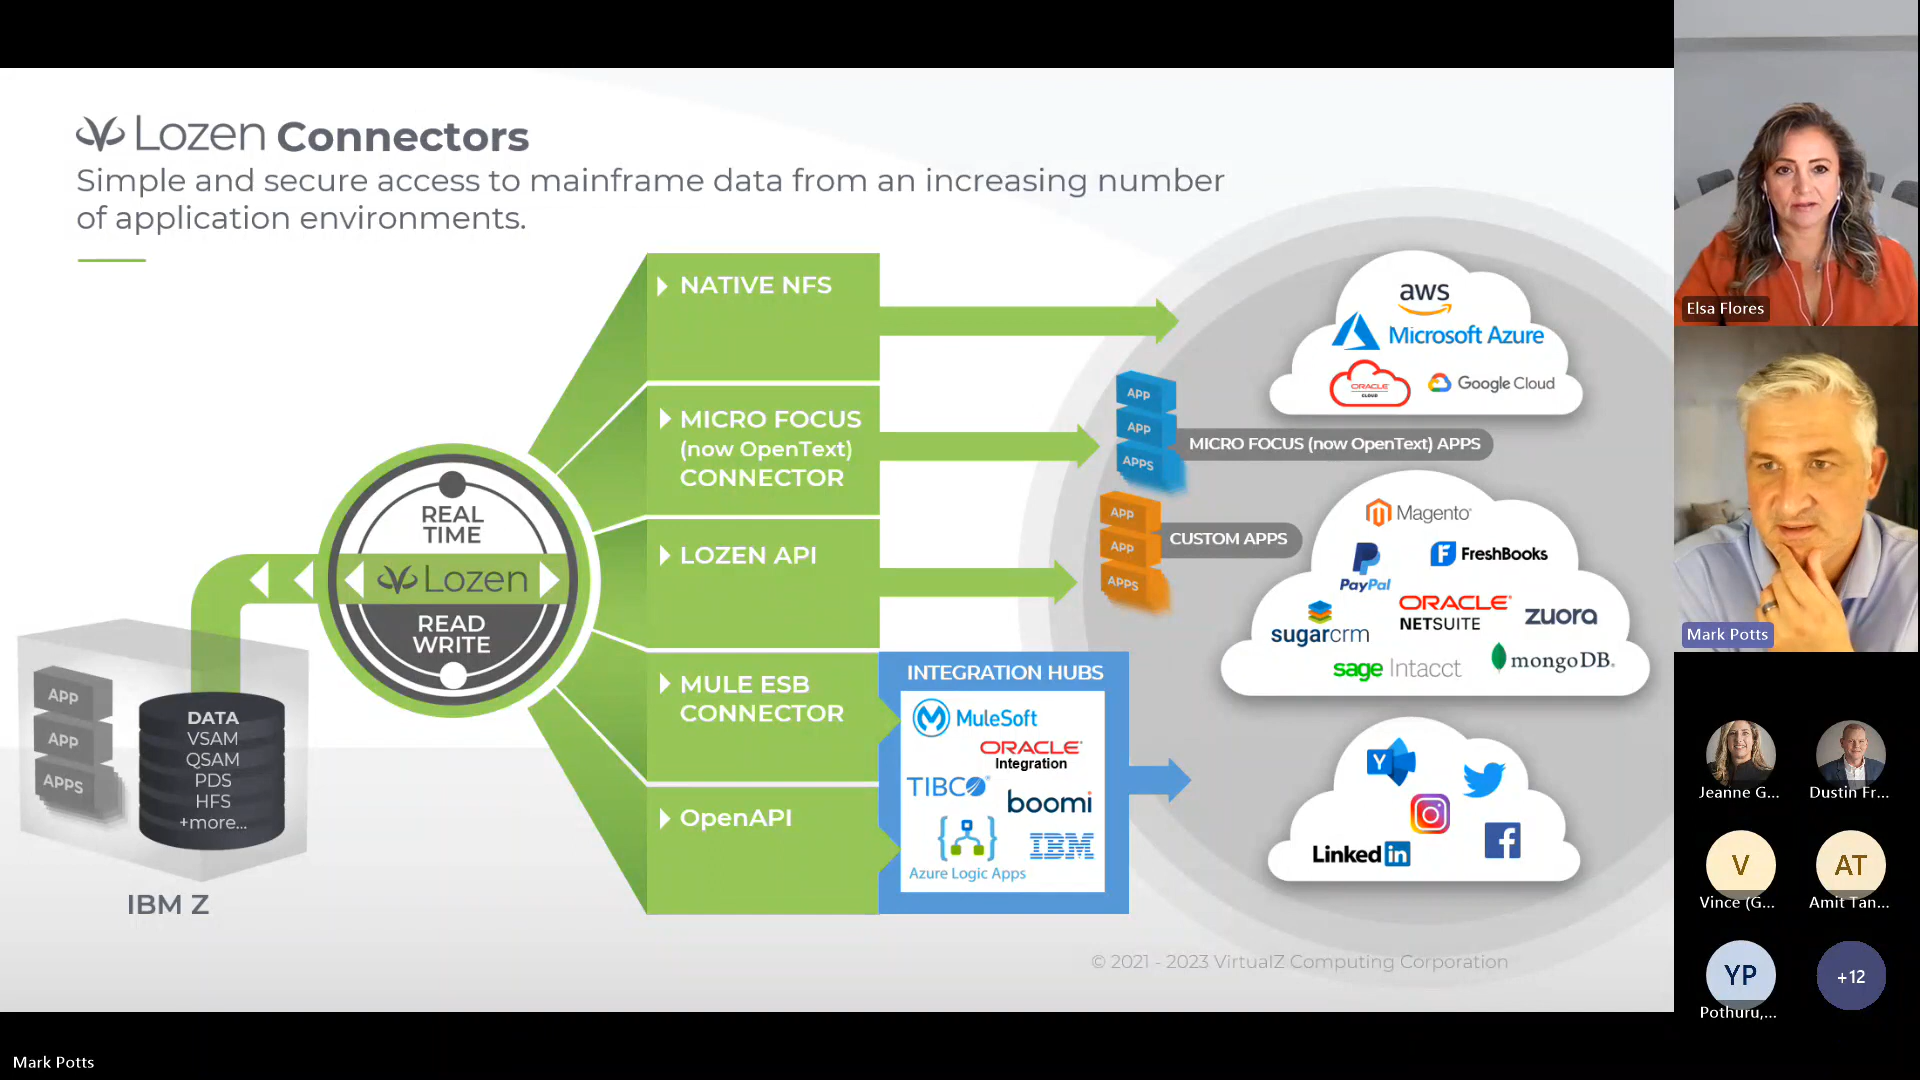 Lozen Connectors
Simple and secure access to mainframe data from an increasing number
of application environments.
NATIVE NFS
MICRO FOCUS
(now OpenText)
CONNECTOR
LOZEN API
MULE ESB
CONNECTOR
OpenAPI
REAL
TIME
Lozen
READ
WRITE
APP
APP
APPS
DATA
VSAM
QSAM
PDS
HFS
+more...
IBM Z
INTEGRATION HUBS
MuleSoft
ORACLE
Integration
TIBCO
boomi
IBM
Azure Logic Apps
APP
APP
APPS
MICRO FOCUS (now OpenText) APPS
APP
APP
APPS
CUSTOM APPS
aws
Microsoft Azure
ORACLE
CLOUD
Google Cloud
Magento
PayPal
FreshBooks
sugarcrm
ORACLE
NETSUITE
zuora
sage Intacct
mongoDB.
Y
Linked in
© 2021 - 2023 VirtualZ Computing Corporation
Elsa Flores
Mark Potts
Jeanne G...
Dustin Fr...
V
AT
Vince (G...
Amit Tan...
YP
+12
Pothuru,...
Mark Potts